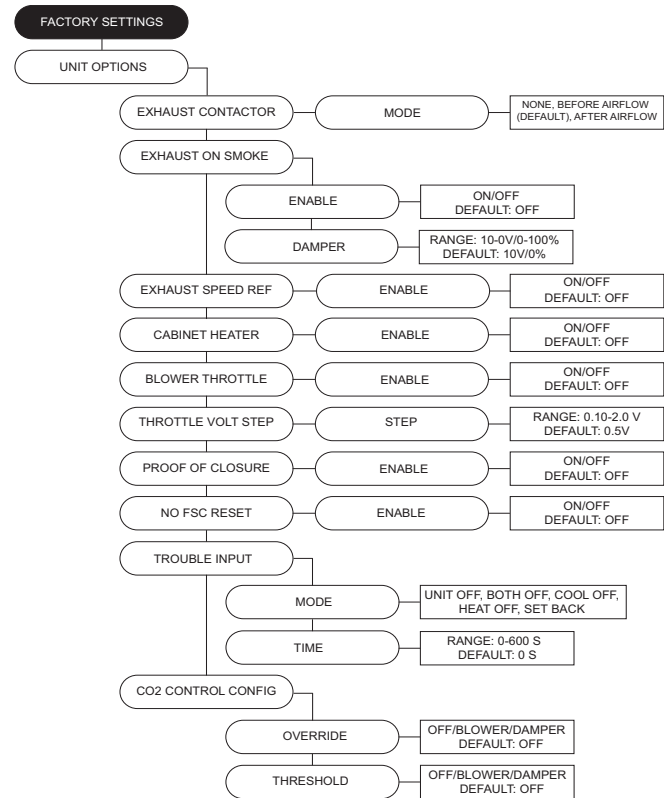 FACTORY SETTINGS
UNIT OPTIONS
EXHAUST CONTACTOR
MODE
NONE, BEFORE AIRFLOW
(DEFAULT), AFTER AIRFLOW
EXHAUST ON SMOKE
ENABLE
ON/OFF
DEFAULT: OFF
DAMPER
RANGE: 10-0V/0-100%
DEFAULT: 10V/0%
EXHAUST SPEED REF
ENABLE
ON/OFF
DEFAULT: OFF
CABINET HEATER
ENABLE
ON/OFF
DEFAULT: OFF
BLOWER THROTTLE
ENABLE
ON/OFF
DEFAULT: OFF
THROTTLE VOLT STEP
STEP
RANGE: 0.10-2.0 V
DEFAULT: 0.5V
PROOF OF CLOSURE
ENABLE
ON/OFF
DEFAULT: OFF
NO FSC RESET
ENABLE
ON/OFF
DEFAULT: OFF
TROUBLE INPUT
MODE
UNIT OFF, BOTH OFF, COOL OFF,
HEAT OFF, SET BACK
TIME
RANGE: 0-600 S
DEFAULT: 0 S
CO2 CONTROL CONFIG
OVERRIDE
OFF/BLOWER/DAMPER
DEFAULT: OFF
THRESHOLD
OFF/BLOWER/DAMPER
DEFAULT: OFF